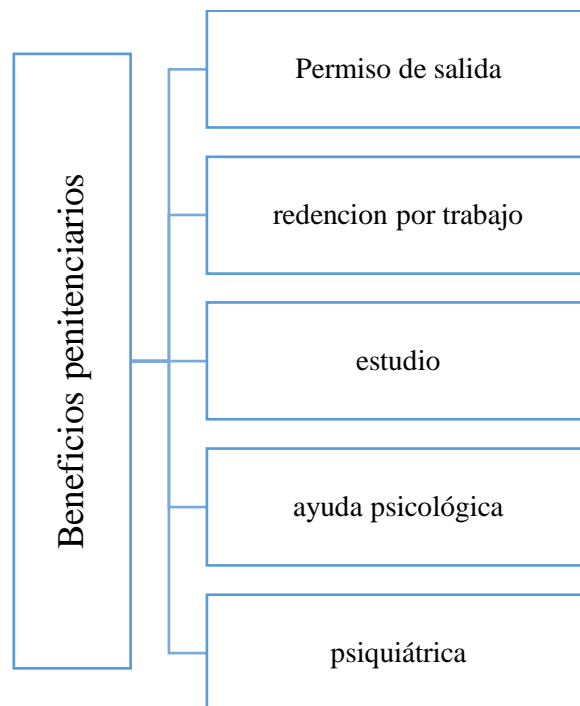 Beneficios penitenciarios
Permiso de salida
redencion por trabajo
estudio
ayuda psicológica
psiquiátrica